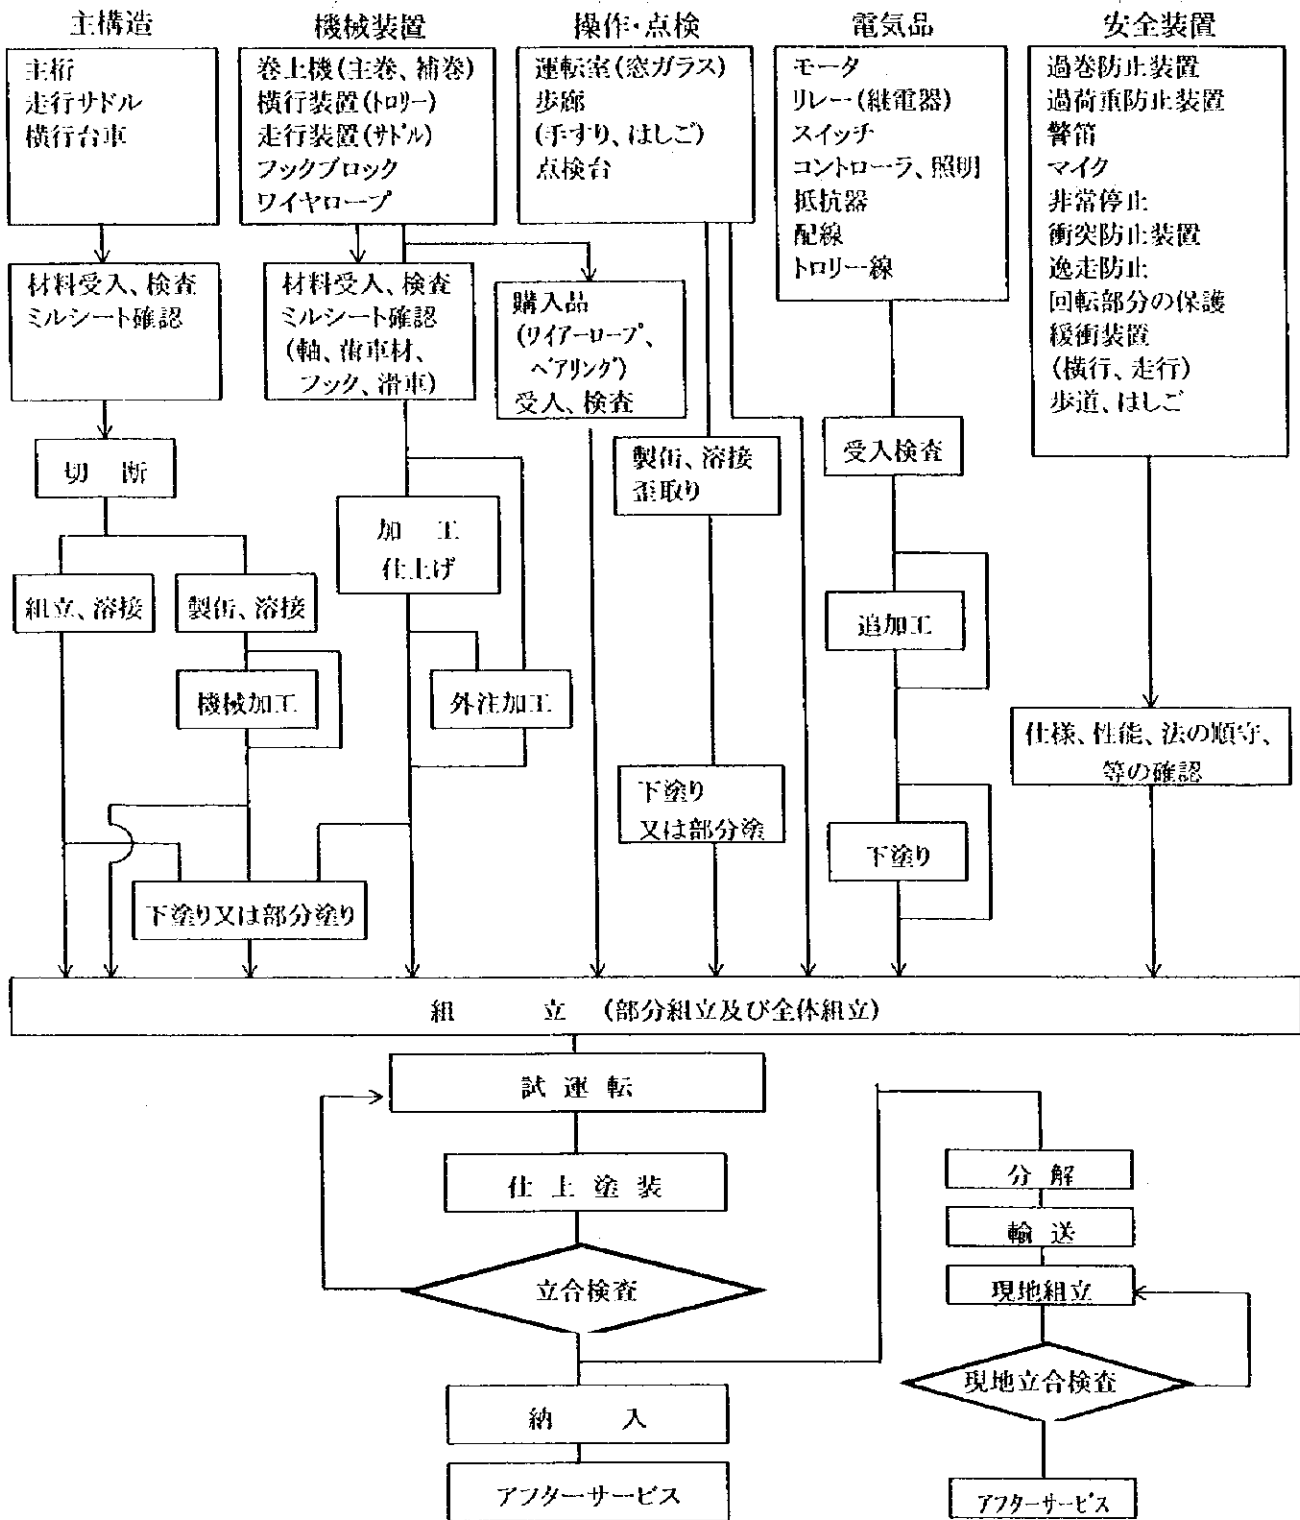 主構造
機械装置
操作・点検
電気品
安全装置
主桁
走行サドル
横行台車
巻上機(主巻、補巻)
横行装置(トロリー)
走行装置(サドル)
フックブロック
ワイヤロープ
運転室(窓ガラス)
歩廊
(手すり、はしご)
点検台
モータ
リレー(継電器)
スイッチ
コントローラ、照明
抵抗器
配線
トロリー線
過巻防止装置
過荷重防止装置
警笛
マイク
非常停止
衝突防止装置
逸走防止
回転部分の保護
緩衝装置
(横行、走行)
歩道、はしご
材料受入、検査
ミルシート確認
材料受入、検査
ミルシート確認
(軸、歯車材、
フック、滑車)
購入品
(ワイアーロープ、
ベアリング)
受入、検査
切 断
製缶、溶接
歪取り
受入検査
加 工
仕上げ
組立、溶接
製缶、溶接
追加工
機械加工
外注加工
仕様、性能、法の順守、
等の確認
下塗り
又は部分塗
下塗り
下塗り又は部分塗り
組 立 (部分組立及び全体組立)
試 運 転
仕 上 塗 装
立合検査
納 入
アフターサービス
分 解
輸 送
現地組立
現地立合検査
アフターサービス